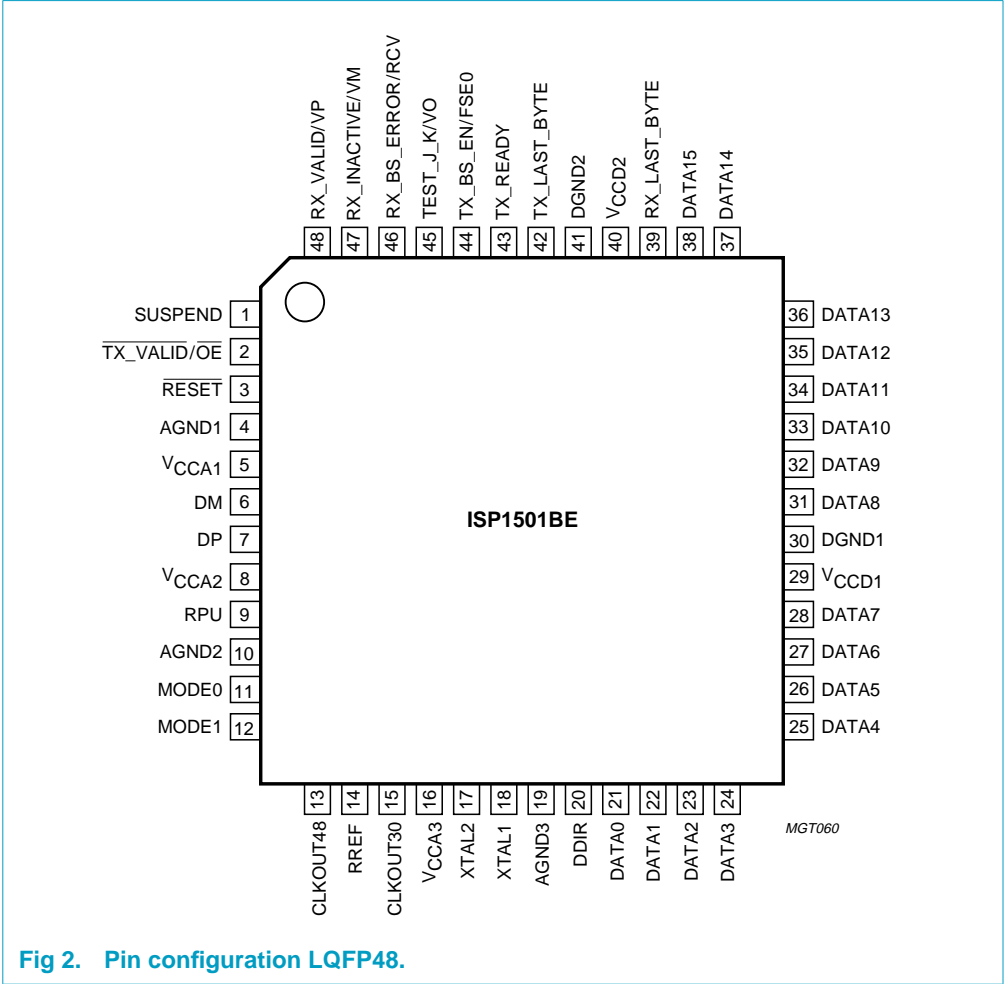 RX_VALID/VP
RX_INACTIVE/VM
RX_BS_ERROR/RCV
TEST_J_K/VO
TX_BS_EN/FSE0
TX_READY
TX_LAST_BYTE
DGND2
VCCD2
RX_LAST_BYTE
DATA15
DATA14
48 47 46 45 44 43 42 41 40 39 38 37
SUSPEND 1
TX_VALID/OE 2
RESET 3
AGND1 4
VCCA1 5
DM 6
DP 7
VCCA2 8
RPU 9
AGND2 10
MODE0 11
MODE1 12
ISP1501BE
36 DATA13
35 DATA12
34 DATA11
33 DATA10
32 DATA9
31 DATA8
30 DGND1
29 VCCD1
28 DATA7
27 DATA6
26 DATA5
25 DATA4
13 14 15 16 17 18 19 20 21 22 23 24
CLKOUT48
RREF
CLKOUT30
VCCA3
XTAL2
XTAL1
AGND3
DDIR
DATA0
DATA1
DATA2
DATA3
MGT060
Fig 2. Pin configuration LQFP48.